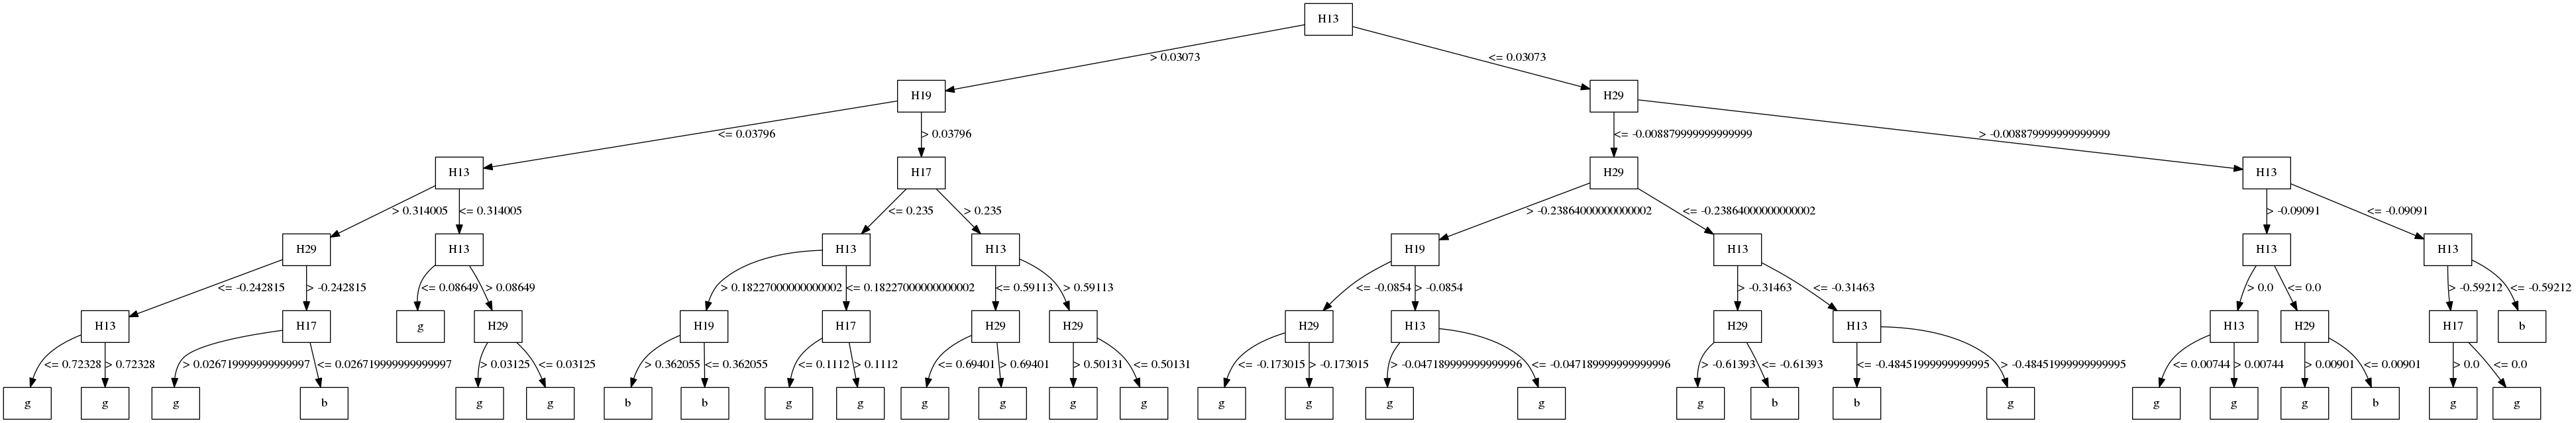 H13
> 0.03073
<= 0.03073
H19
H29
<= 0.03796
> 0.03796
<= -0.008879999999999999
> -0.008879999999999999
H13
H17
H29
H13
> 0.314005
<= 0.314005
<= 0.235
> 0.235
> -0.23864000000000002
<= -0.23864000000000002
> -0.09091
<= -0.09091
H29
H13
H13
H13
H19
H13
H13
H13
<= -0.242815
> -0.242815
<= 0.08649
> 0.08649
> 0.18227000000000002
<= 0.18227000000000002
<= 0.59113
> 0.59113
<= -0.0854
> -0.0854
> -0.31463
<= -0.31463
> 0.0
<= 0.0
> -0.59212
<= -0.59212
H13
H17
g
H29
H19
H17
H29
H29
H29
H13
H29
H13
H13
H29
H17
b
<= 0.72328
> 0.72328
> 0.026719999999999997
<= 0.026719999999999997
> 0.03125
<= 0.03125
> 0.362055
<= 0.362055
<= 0.1112
> 0.1112
<= 0.69401
> 0.69401
> 0.50131
<= 0.50131
<= -0.173015
> -0.173015
> -0.047189999999999996
<= -0.047189999999999996
> -0.61393
<= -0.61393
<= -0.48451999999999995
> -0.48451999999999995
<= 0.00744
> 0.00744
> 0.00901
<= 0.00901
> 0.0
<= 0.0
g
g
g
b
g
g
b
b
g
g
g
g
g
g
g
g
g
g
g
b
b
g
g
g
g
b
g
g